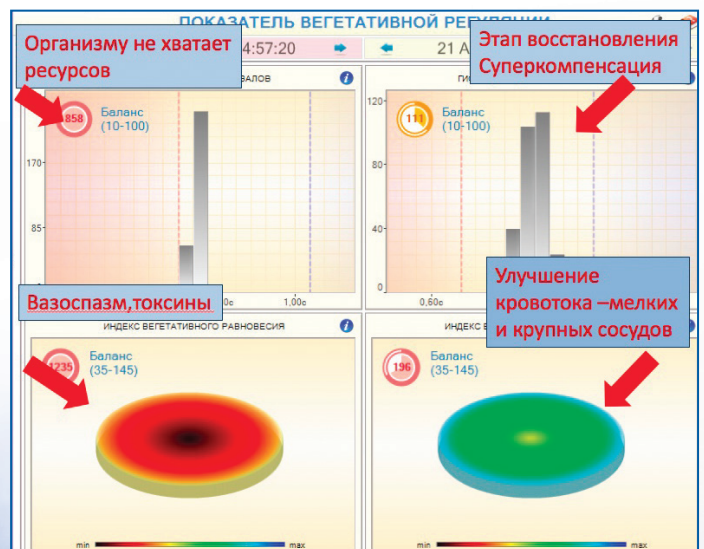 ПОКАЗАТЕЛЬ ВЕГЕТАТИВНОЙ РЕГУЛЯЦИИ
Организму не хватает
ресурсов
4:57:20
21 А
Этап восстановления
Суперкомпенсация
858
Баланс
(10-100)
170-
85-
1,00с
111
Баланс
(10-100)
120-
80-
40-
0
0,60с
Вазоспазм,токсины
Улучшение
кровотока –мелких
и крупных сосудов
ИНДЕКС ВЕГЕТАТИВНОГО РАВНОВЕСИЯ
1235
Баланс
(35-145)
min
max
ИНДЕКС
196
Баланс
(35-145)
min
max